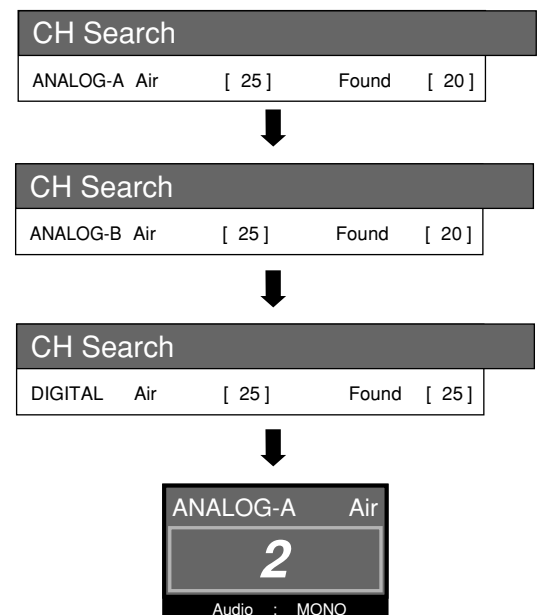 CH Search
ANALOG-A Air [ 25 ] Found [ 20 ]
CH Search
ANALOG-B Air [ 25 ] Found [ 20 ]
CH Search
DIGITAL Air [ 25 ] Found [ 25 ]
ANALOG-A Air
2
Audio : MONO